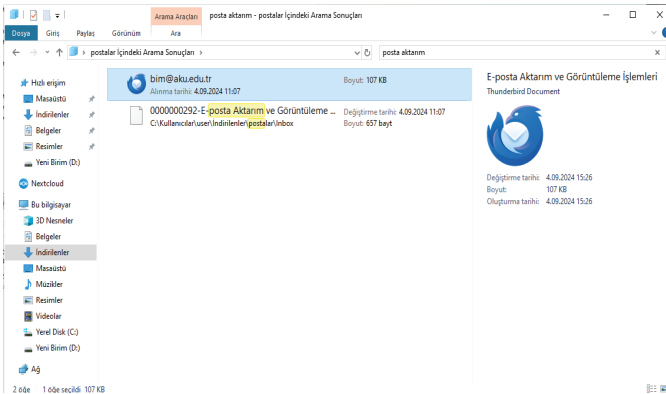 Arama Araçları posta aktarım - postalar İçindeki Arama Sonuçları
Dosya Giriş Paylaş Görünüm Ara
postalar İçindeki Arama Sonuçları posta aktarım
Hızlı erişim
Masaüstü
İndirilenler
Belgeler
Resimler
Yeni Birim (D:)
Nextcloud
Bu bilgisayar
3D Nesneler
Belgeler
İndirilenler
Masaüstü
Müzikler
Resimler
Videolar
Yerel Disk (C:)
Yeni Birim (D:)
Ağ
bim@aku.edu.tr Boyut: 107 KB
Alınma tarihi: 4.09.2024 11:07
0000000292-E-posta Aktarım ve Görüntüleme ... Değiştirme tarihi: 4.09.2024 11:07
C:\Kullanıcılar\user\İndirilenler\postalar\Inbox Boyut: 657 bayt
E-posta Aktarım ve Görüntüleme İşlemleri
Thunderbird Document
Değiştirme tarihi: 4.09.2024 15:26
Boyut: 107 KB
Oluşturma tarihi: 4.09.2024 15:26
2 öğe 1 öğe seçildi 107 KB